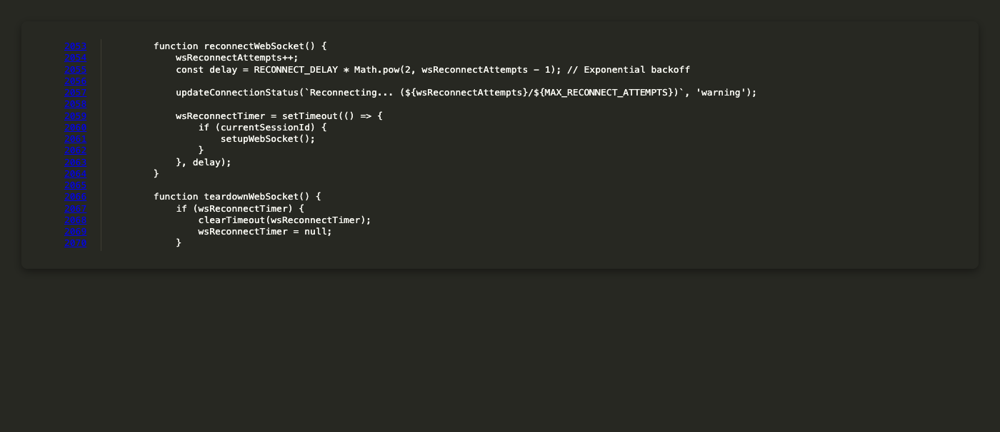 2053 function reconnectWebSocket() {
2054 wsReconnectAttempts++;
2055 const delay = RECONNECT_DELAY * Math.pow(2, wsReconnectAttempts - 1); // Exponential backoff
2056
2057 updateConnectionStatus(`Reconnecting... (${wsReconnectAttempts}/${MAX_RECONNECT_ATTEMPTS})`, 'warning');
2058
2059 wsReconnectTimer = setTimeout(() => {
2060 if (currentSessionId) {
2061 setupWebSocket();
2062 }
2063 }, delay);
2064 }
2065
2066 function teardownWebSocket() {
2067 if (wsReconnectTimer) {
2068 clearTimeout(wsReconnectTimer);
2069 wsReconnectTimer = null;
2070 }